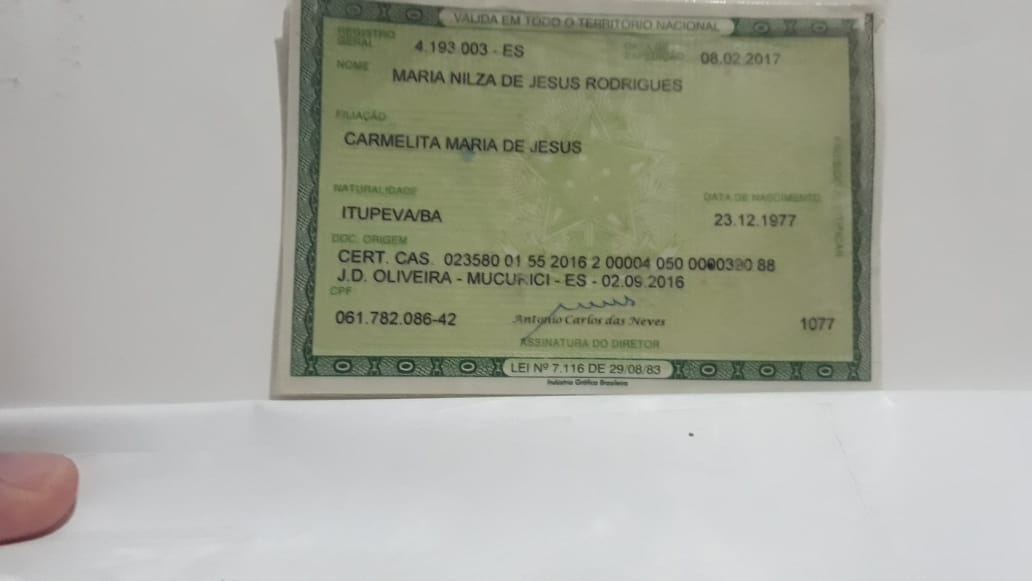 VÁLIDA EM TODO O TERRITÓRIO NACIONAL
REGISTRO GERAL 4.193.003 - ES DATA DE EXPEDIÇÃO 08.02.2017
NOME MARIA NILZA DE JESUS RODRIGUES
FILIAÇÃO
CARMELITA MARIA DE JESUS
NATURALIDADE DATA DE NASCIMENTO
ITUPEVA/BA 23.12.1977
DOC. ORIGEM
CERT. CAS. 023580 01 55 2016 2 00004 050 0000320 88
J.D. OLIVEIRA - MUCURICI - ES - 02.09.2016
CPF
061.782.086-42 Antonio Carlos das Neves 1077
ASSINATURA DO DIRETOR
LEI Nº 7.116 DE 29/08/83
Indústria Gráfica Brasileira